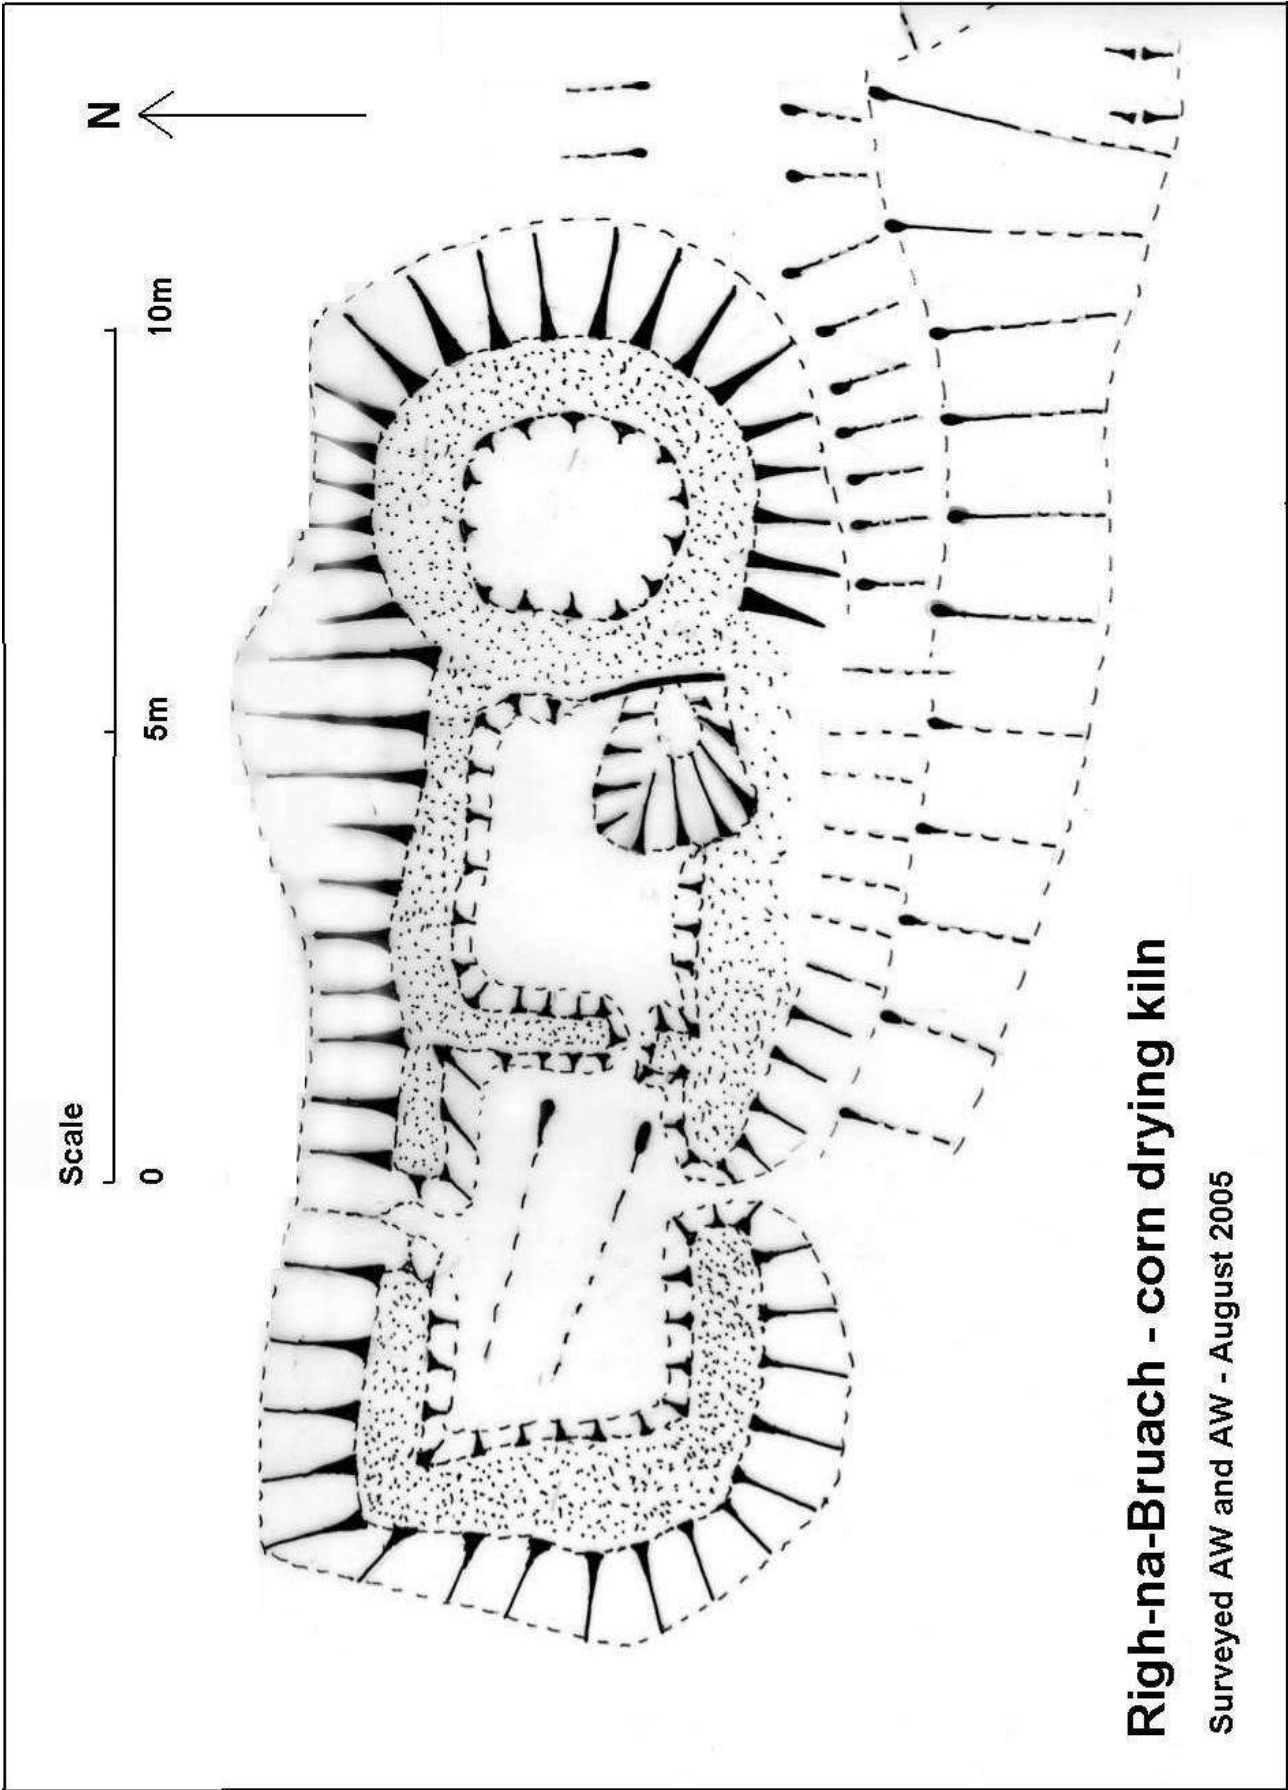 Scale
0 5m 10m
N
Righ-na-Bruach - corn drying kiln
Surveyed AW and AW - August 2005